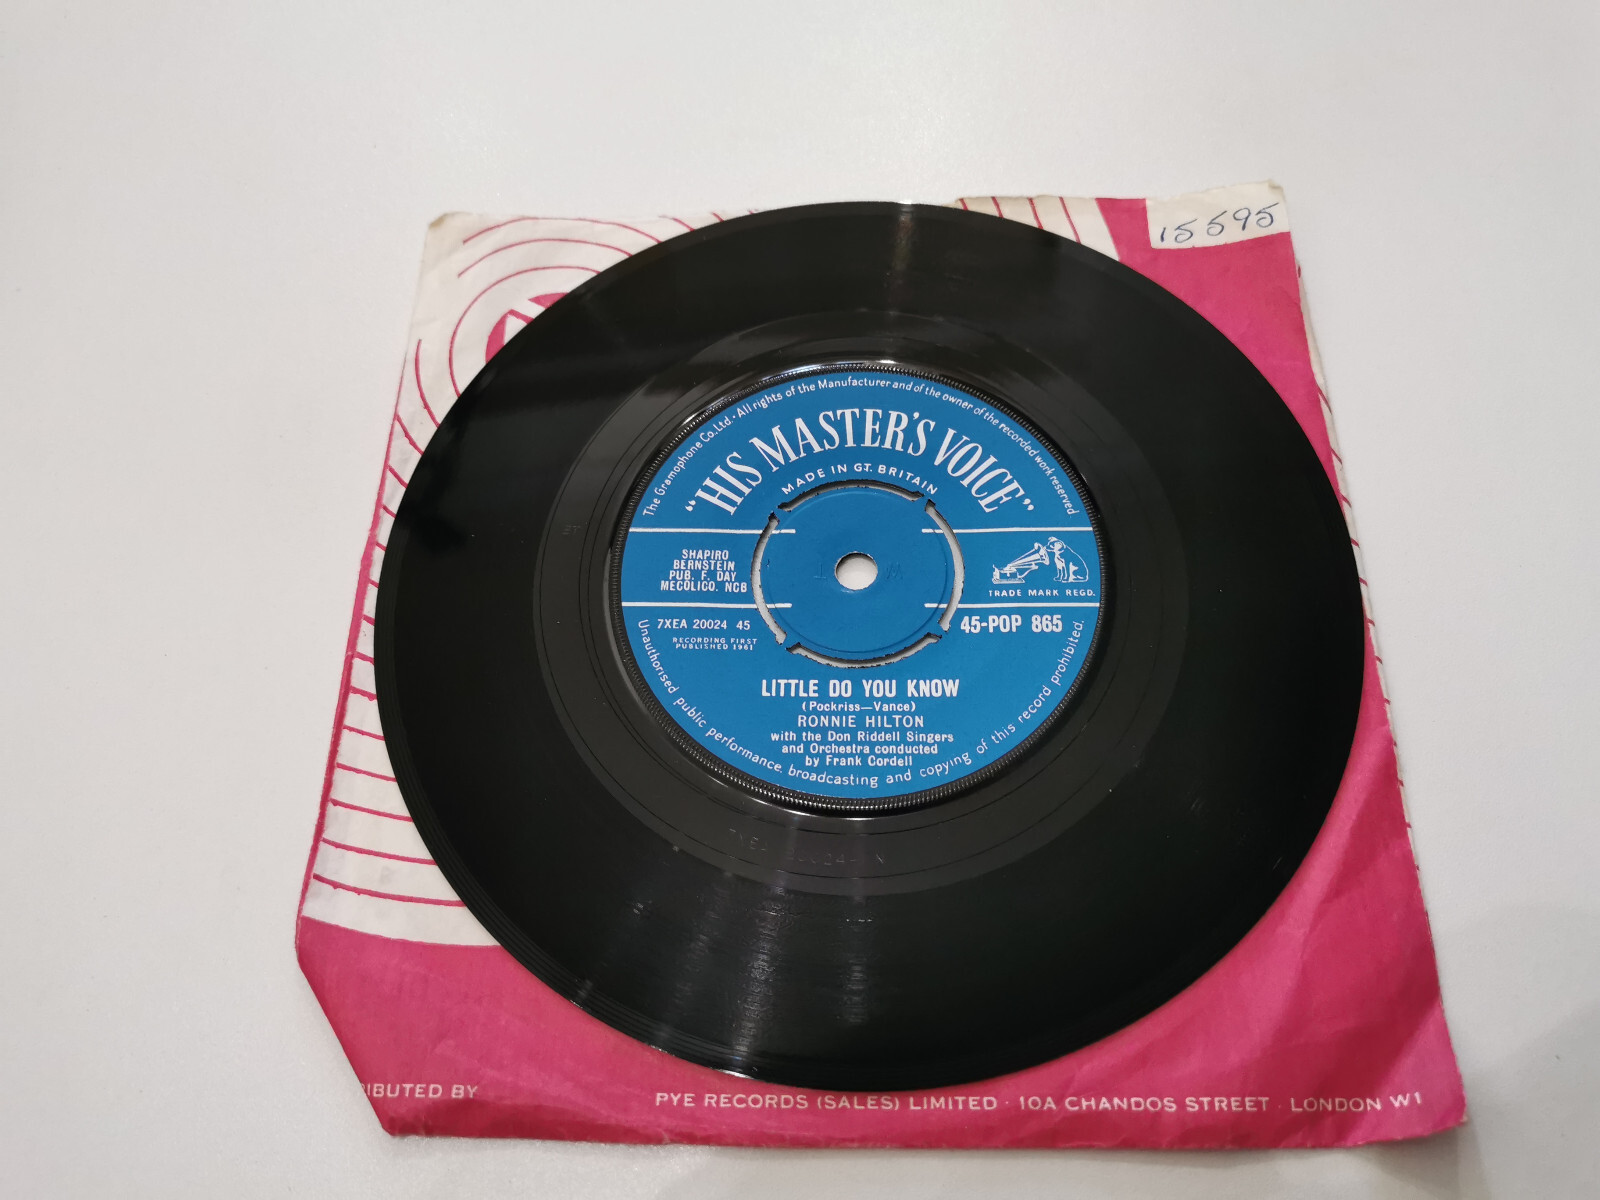 15595
The Gramophone Co. Ltd. · All rights of the Manufacturer and of the owner of the recorded work reserved
"HIS MASTER'S VOICE"
MADE IN GT. BRITAIN
SHAPIRO
BERNSTEIN
PUB. F. DAY
MECOLICO. NCB
TRADE MARK REGD.
7XEA 20024 45
45-POP 865
RECORDING FIRST
PUBLISHED 1961
LITTLE DO YOU KNOW
(Pockriss—Vance)
RONNIE HILTON
with the Don Riddell Singers
and Orchestra conducted
by Frank Cordell
Unauthorised public performance, broadcasting and copying of this record prohibited.
IBUTED BY
PYE RECORDS (SALES) LIMITED · 10A CHANDOS STREET · LONDON W1